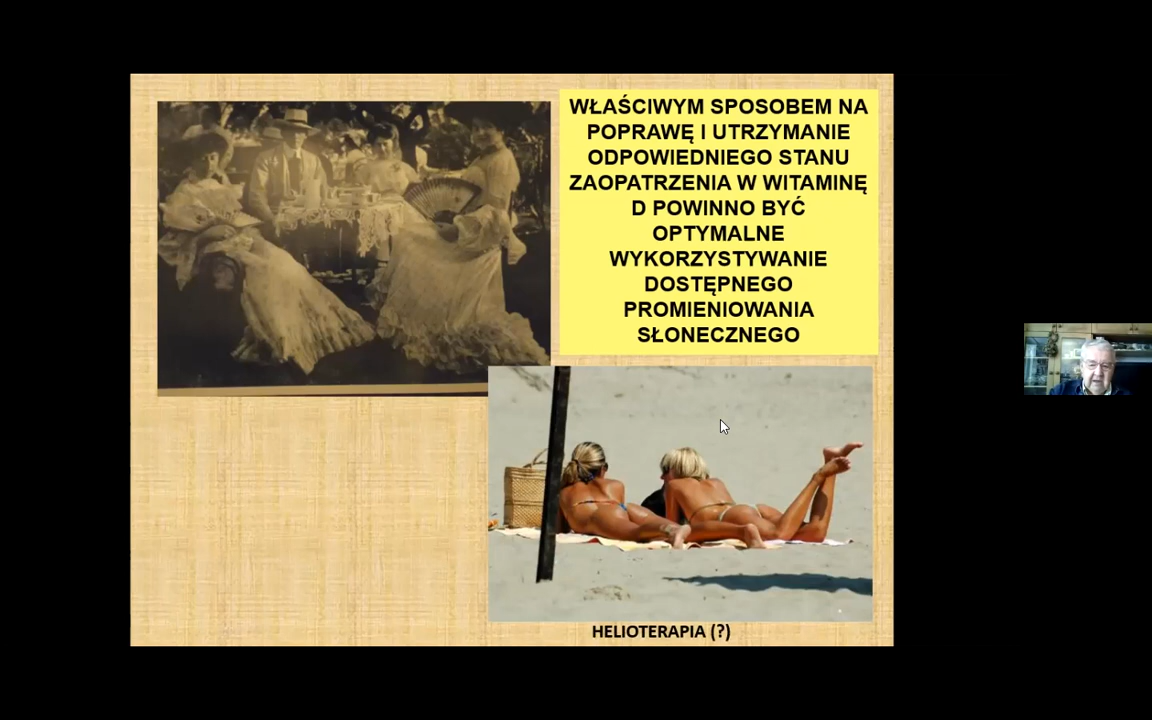 WŁAŚCIWYM SPOSOBEM NA
POPRAWĘ I UTRZYMANIE
ODPOWIEDNIEGO STANU
ZAOPATRZENIA W WITAMINĘ
D POWINNO BYĆ
OPTYMALNE
WYKORZYSTYWANIE
DOSTĘPNEGO
PROMIENIOWANIA
SŁONECZNEGO
HELIOTERAPIA (?)